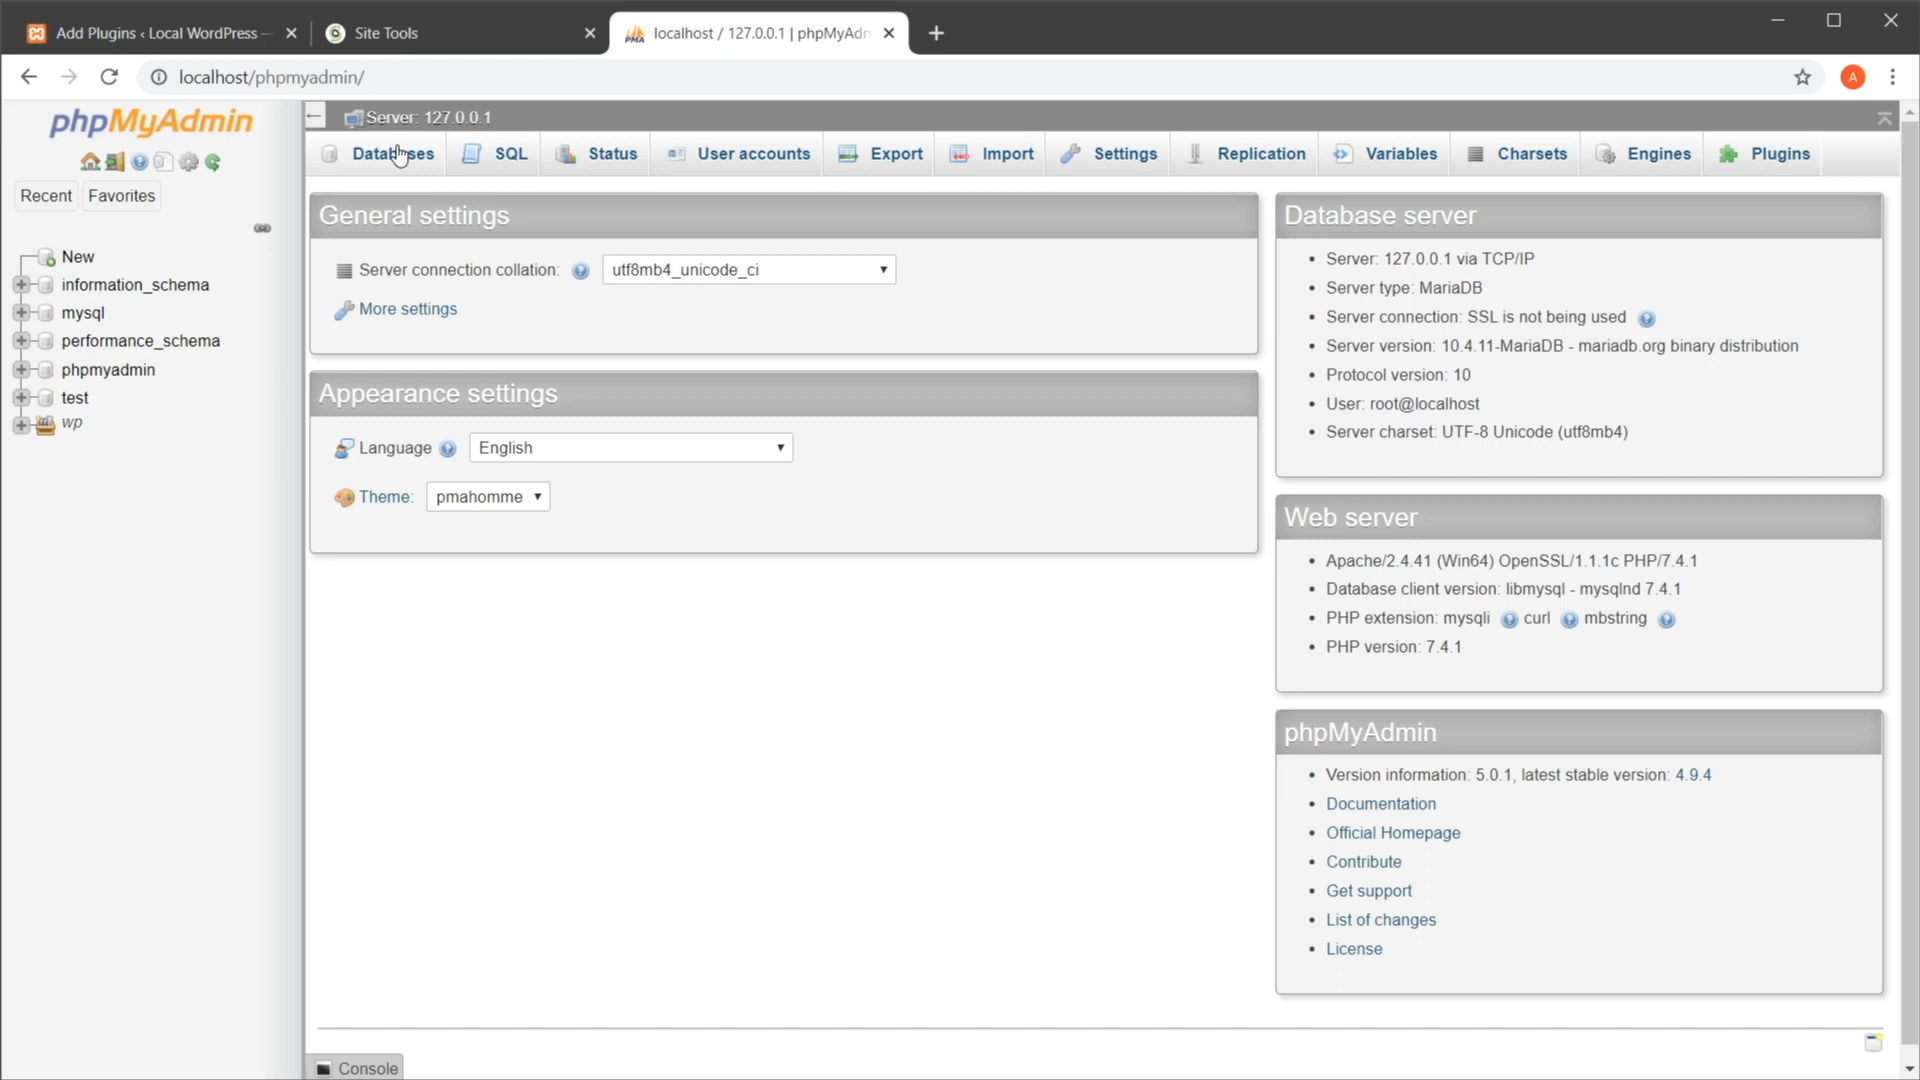 Add Plugins ‹ Local WordPress —
Site Tools
localhost / 127.0.0.1 | phpMyAdm
localhost/phpmyadmin/
A
phpMyAdmin
Recent
Favorites
New
information_schema
mysql
performance_schema
phpmyadmin
test
wp
Server: 127.0.0.1
Databases
SQL
Status
User accounts
Export
Import
Settings
Replication
Variables
Charsets
Engines
Plugins
General settings
Server connection collation:
utf8mb4_unicode_ci
More settings
Appearance settings
Language
English
Theme:
pmahomme
Database server
Server: 127.0.0.1 via TCP/IP
Server type: MariaDB
Server connection: SSL is not being used
Server version: 10.4.11-MariaDB - mariadb.org binary distribution
Protocol version: 10
User: root@localhost
Server charset: UTF-8 Unicode (utf8mb4)
Web server
Apache/2.4.41 (Win64) OpenSSL/1.1.1c PHP/7.4.1
Database client version: libmysql - mysqlnd 7.4.1
PHP extension: mysqli curl mbstring
PHP version: 7.4.1
phpMyAdmin
Version information: 5.0.1, latest stable version: 4.9.4
Documentation
Official Homepage
Contribute
Get support
List of changes
License
Console